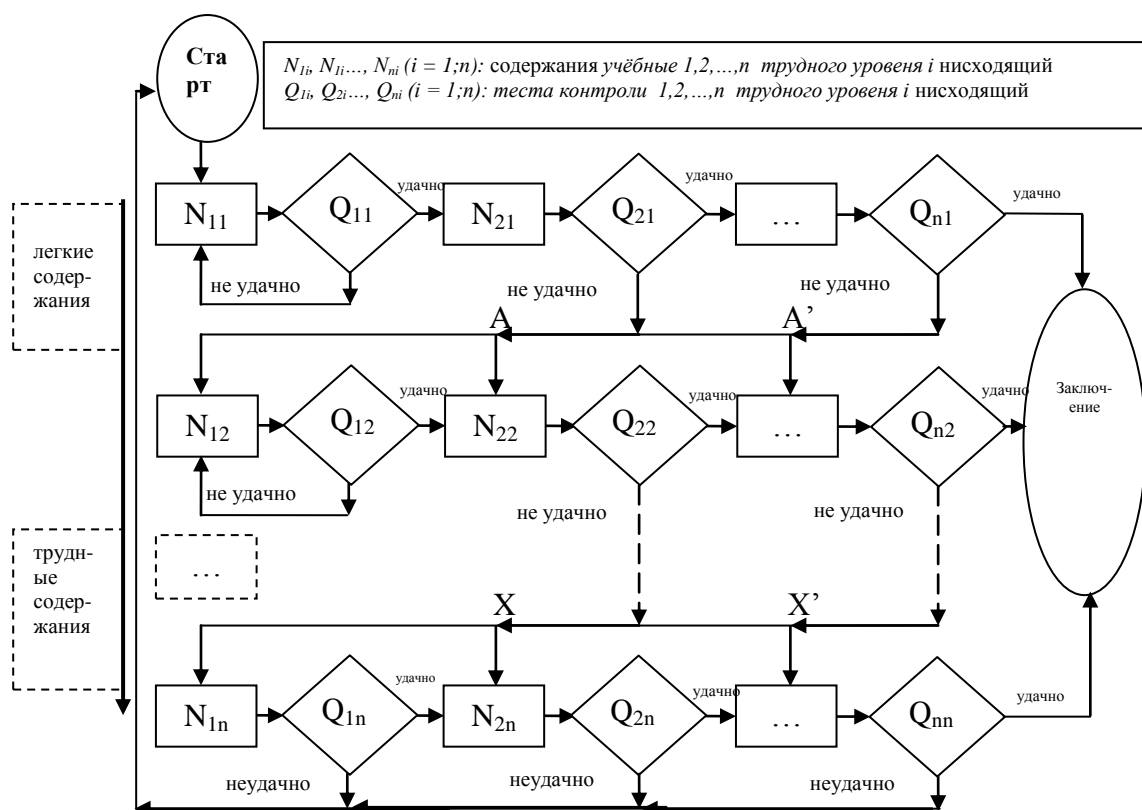 Ста
рт
N1i, N1i..., Nni (i = 1;n): содержания учёбные 1,2,...,n трудного уровеня i нисходящий
Q1i, Q2i..., Qni (i = 1;n): теста контроли 1,2,...,n трудного уровеня i нисходящий
N11
Q11
удачно
N21
Q21
удачно
...
Qn1
удачно
легкие
содер-
жания
не удачно
не удачно
не удачно
A
A’
N12
Q12
удачно
N22
Q22
удачно
...
Qn2
удачно
Заключ-
ение
не удачно
не удачно
не удачно
труд-
ные
содер-
жания
...
X
X’
N1n
Q1n
удачно
N2n
Q2n
удачно
...
Qnn
удачно
неудачно
неудачно
неудачно